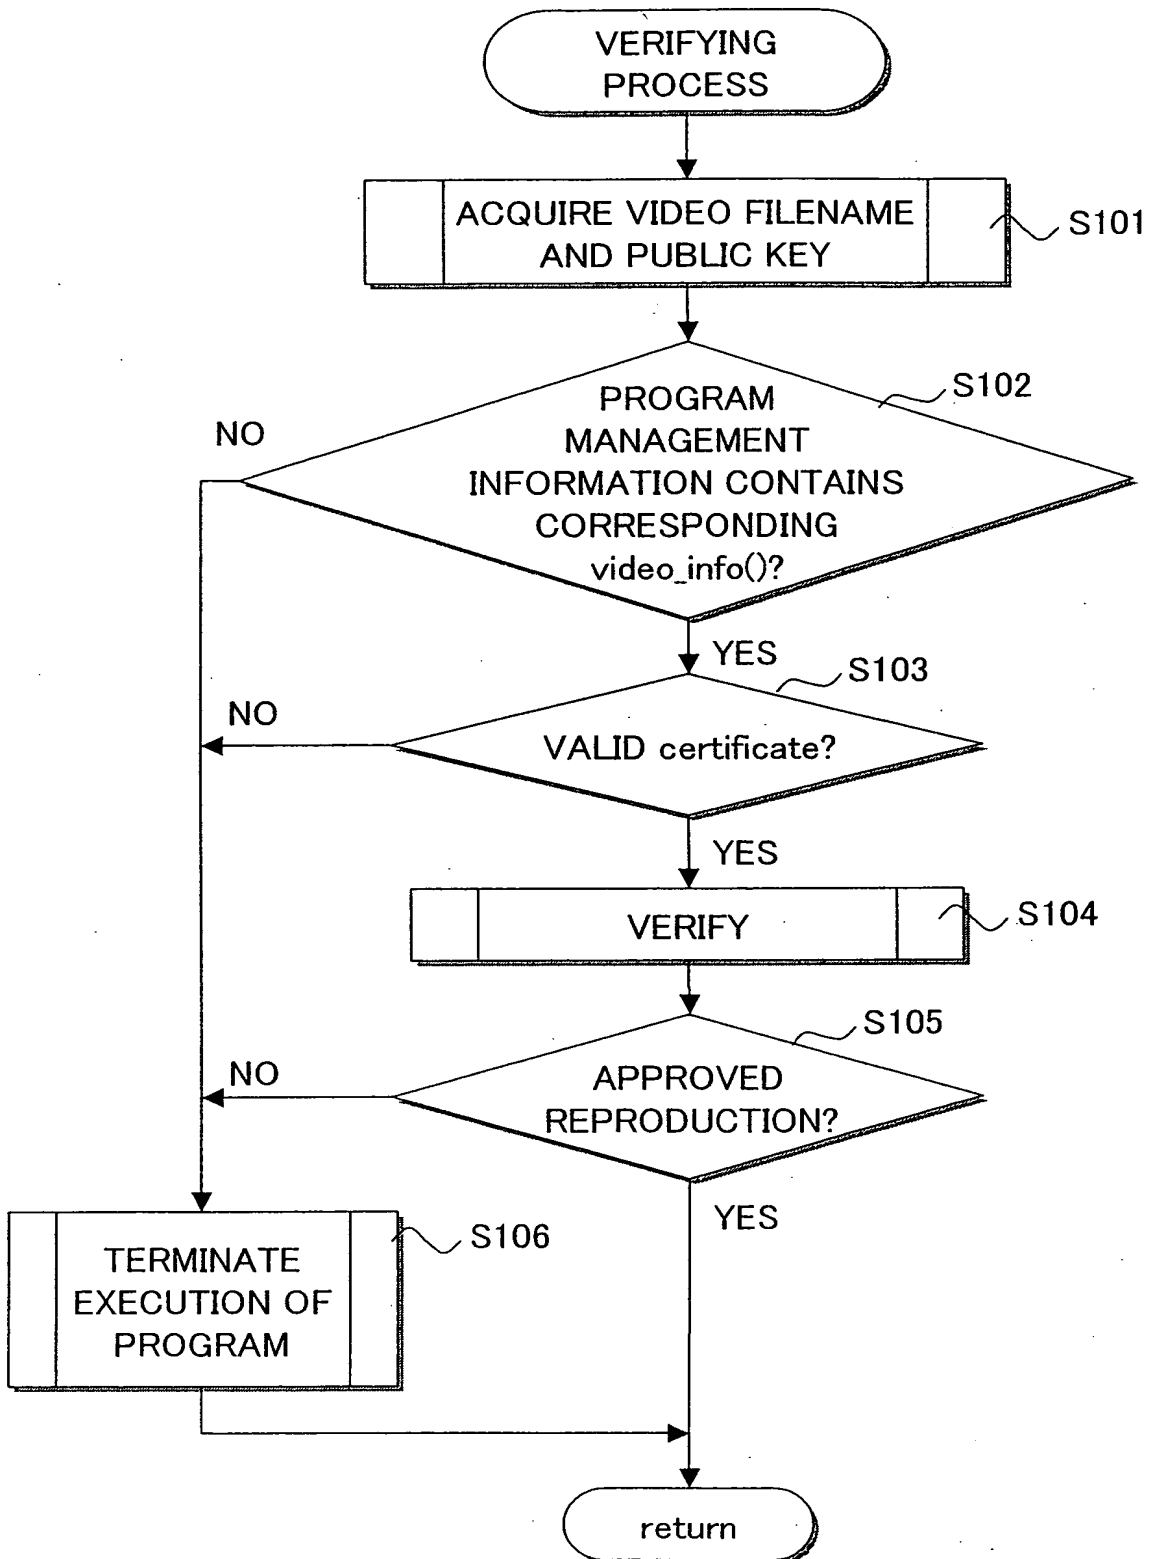 VERIFYING
PROCESS
ACQUIRE VIDEO FILENAME
AND PUBLIC KEY
S101
PROGRAM
MANAGEMENT
INFORMATION CONTAINS
CORRESPONDING
video_info()?
S102
NO
YES
S103
NO
VALID certificate?
YES
VERIFY
S104
S105
NO
APPROVED
REPRODUCTION?
YES
S106
TERMINATE
EXECUTION OF
PROGRAM
return